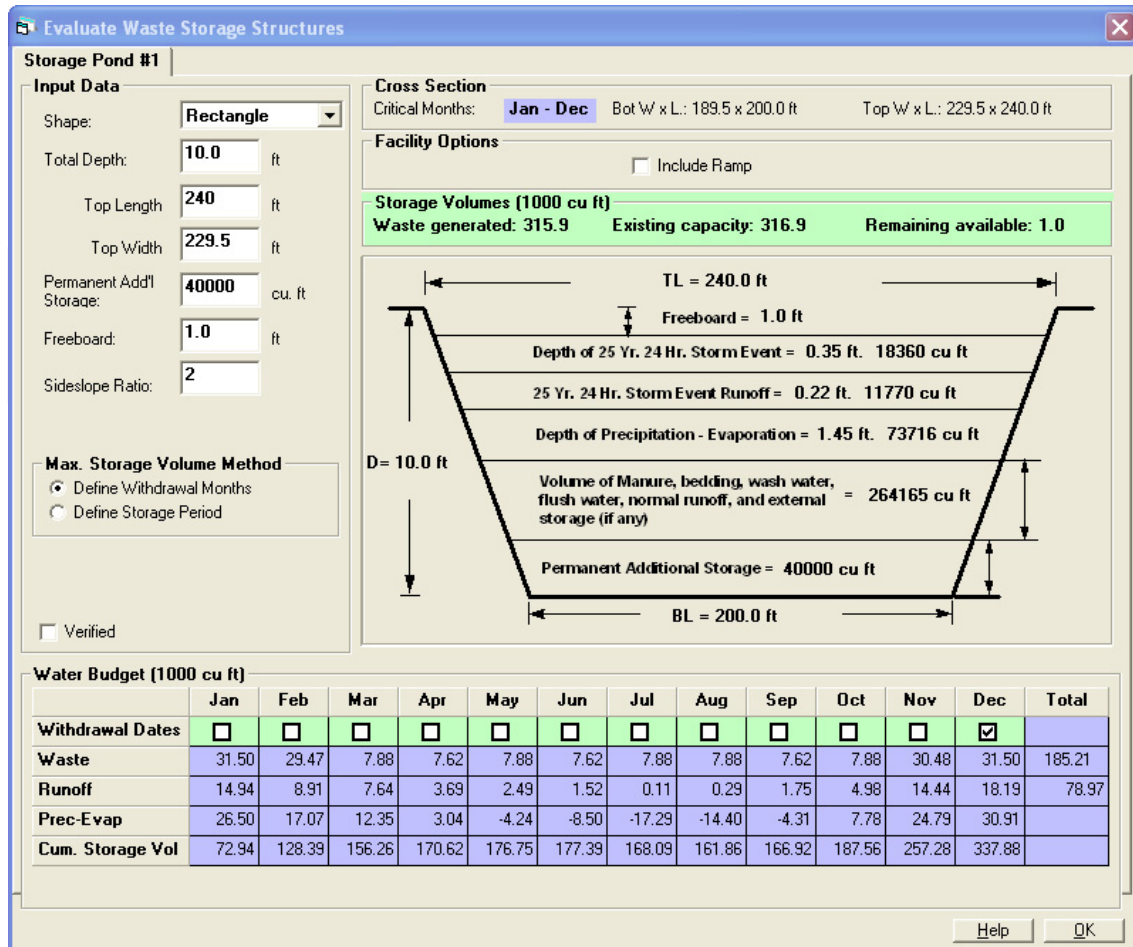 Evaluate Waste Storage Structures
Storage Pond #1
Input Data
Shape: Rectangle
Total Depth: 10.0 ft
Top Length 240 ft
Top Width 229.5 ft
Permanent Add'l
Storage: 40000 cu. ft
Freeboard: 1.0 ft
Sideslope Ratio: 2
Max. Storage Volume Method
Define Withdrawal Months
Define Storage Period
Verified
Cross Section
Critical Months: Jan - Dec Bot W x L.: 189.5 x 200.0 ft Top W x L.: 229.5 x 240.0 ft
Facility Options
Include Ramp
Storage Volumes (1000 cu ft)
Waste generated: 315.9 Existing capacity: 316.9 Remaining available: 1.0
TL = 240.0 ft
Freeboard = 1.0 ft
Depth of 25 Yr. 24 Hr. Storm Event = 0.35 ft. 18360 cu ft
25 Yr. 24 Hr. Storm Event Runoff = 0.22 ft. 11770 cu ft
Depth of Precipitation - Evaporation = 1.45 ft. 73716 cu ft
D= 10.0 ft
Volume of Manure, bedding, wash water,
flush water, normal runoff, and external = 264165 cu ft
storage (if any)
Permanent Additional Storage = 40000 cu ft
BL = 200.0 ft
Water Budget (1000 cu ft)
Jan Feb Mar Apr May Jun Jul Aug Sep Oct Nov Dec Total
Withdrawal Dates
Waste 31.50 29.47 7.88 7.62 7.88 7.62 7.88 7.88 7.62 7.88 30.48 31.50 185.21
Runoff 14.94 8.91 7.64 3.69 2.49 1.52 0.11 0.29 1.75 4.98 14.44 18.19 78.97
Prec-Evap 26.50 17.07 12.35 3.04 -4.24 -8.50 -17.29 -14.40 -4.31 7.78 24.79 30.91
Cum. Storage Vol 72.94 128.39 156.26 170.62 176.75 177.39 168.09 161.86 166.92 187.56 257.28 337.88
Help OK